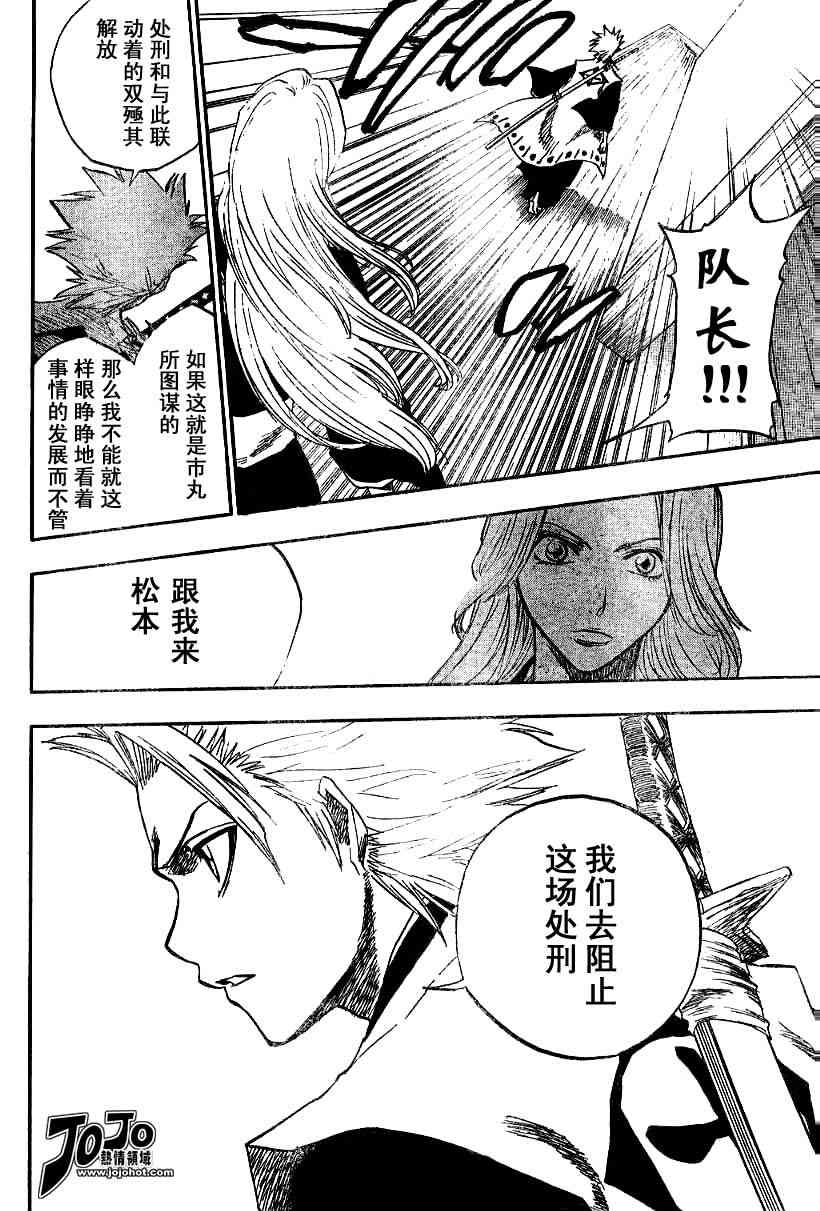 队长!!!
处刑和与此联
动着的双殛其
解放
如果这就是市丸
所图谋的
那么我不能就这
样眼睁睁地看着
事情的发展而不管
跟我来
松本
我们去阻止
这场处刑
JOJO
熱情領域
www.jojohot.com